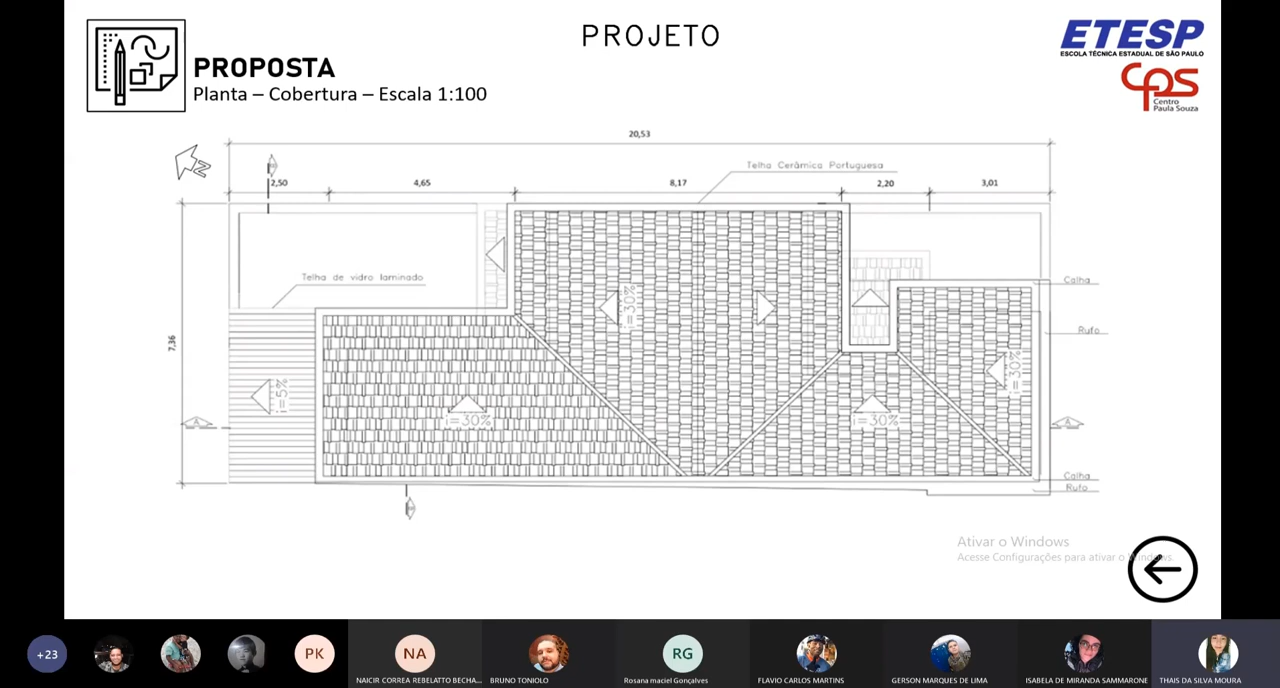 PROJETO
PROPOSTA
Planta – Cobertura – Escala 1:100
ETESP
ESCOLA TÉCNICA ESTADUAL DE SÃO PAULO
CPS
Centro
Paula Souza
20,53
N
Telha Cerâmica Portuguesa
2,50
4,65
8,17
2,20
3,01
Telha de vidro laminado
Calha
Rufo
7,36
i=30%
i=30%
i=5%
i=30%
i=30%
A
A
Calha
Rufo
Ativar o Windows
Acesse Configurações para ativar o Windows.
+23
PK
NA
RG
NAICIR CORREA REBELATTO BECHA...
BRUNO TONIOLO
Rosana maciel Gonçalves
FLAVIO CARLOS MARTINS
GERSON MARQUES DE LIMA
ISABELA DE MIRANDA SAMMARONE
THAIS DA SILVA MOURA